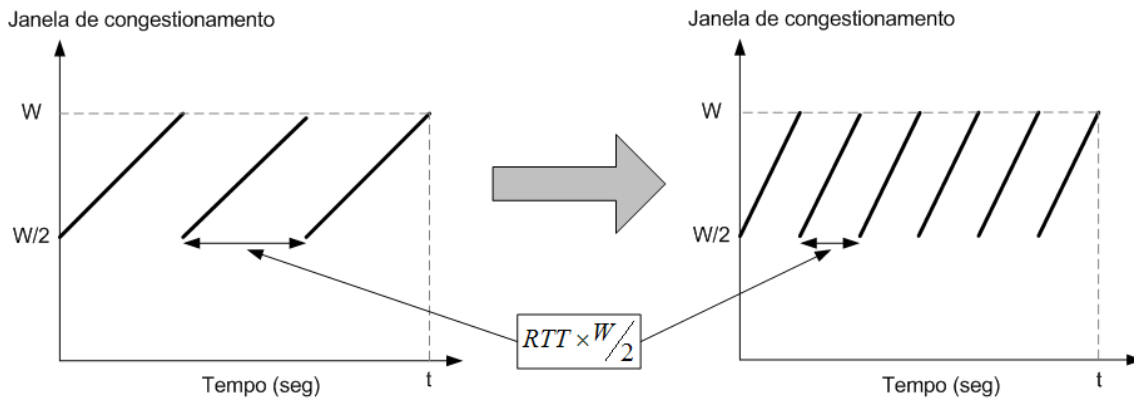 Janela de congestionamento
W
W/2
Tempo (seg)
t
RTT × W/2
Janela de congestionamento
W
W/2
Tempo (seg)
t